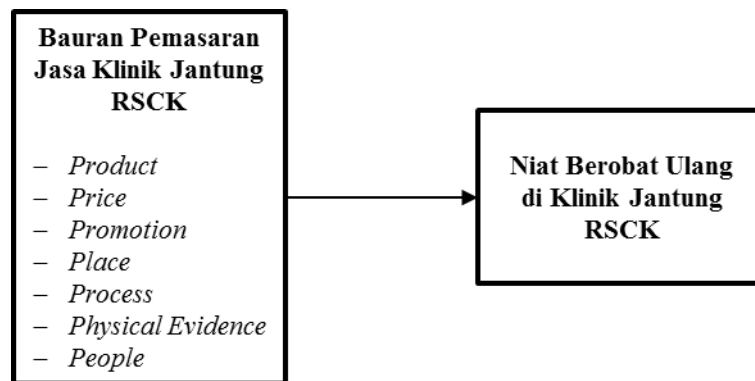 Bauran Pemasaran
Jasa Klinik Jantung
RSCK
– Product
– Price
– Promotion
– Place
– Process
– Physical Evidence
– People
Niat Berobat Ulang
di Klinik Jantung
RSCK